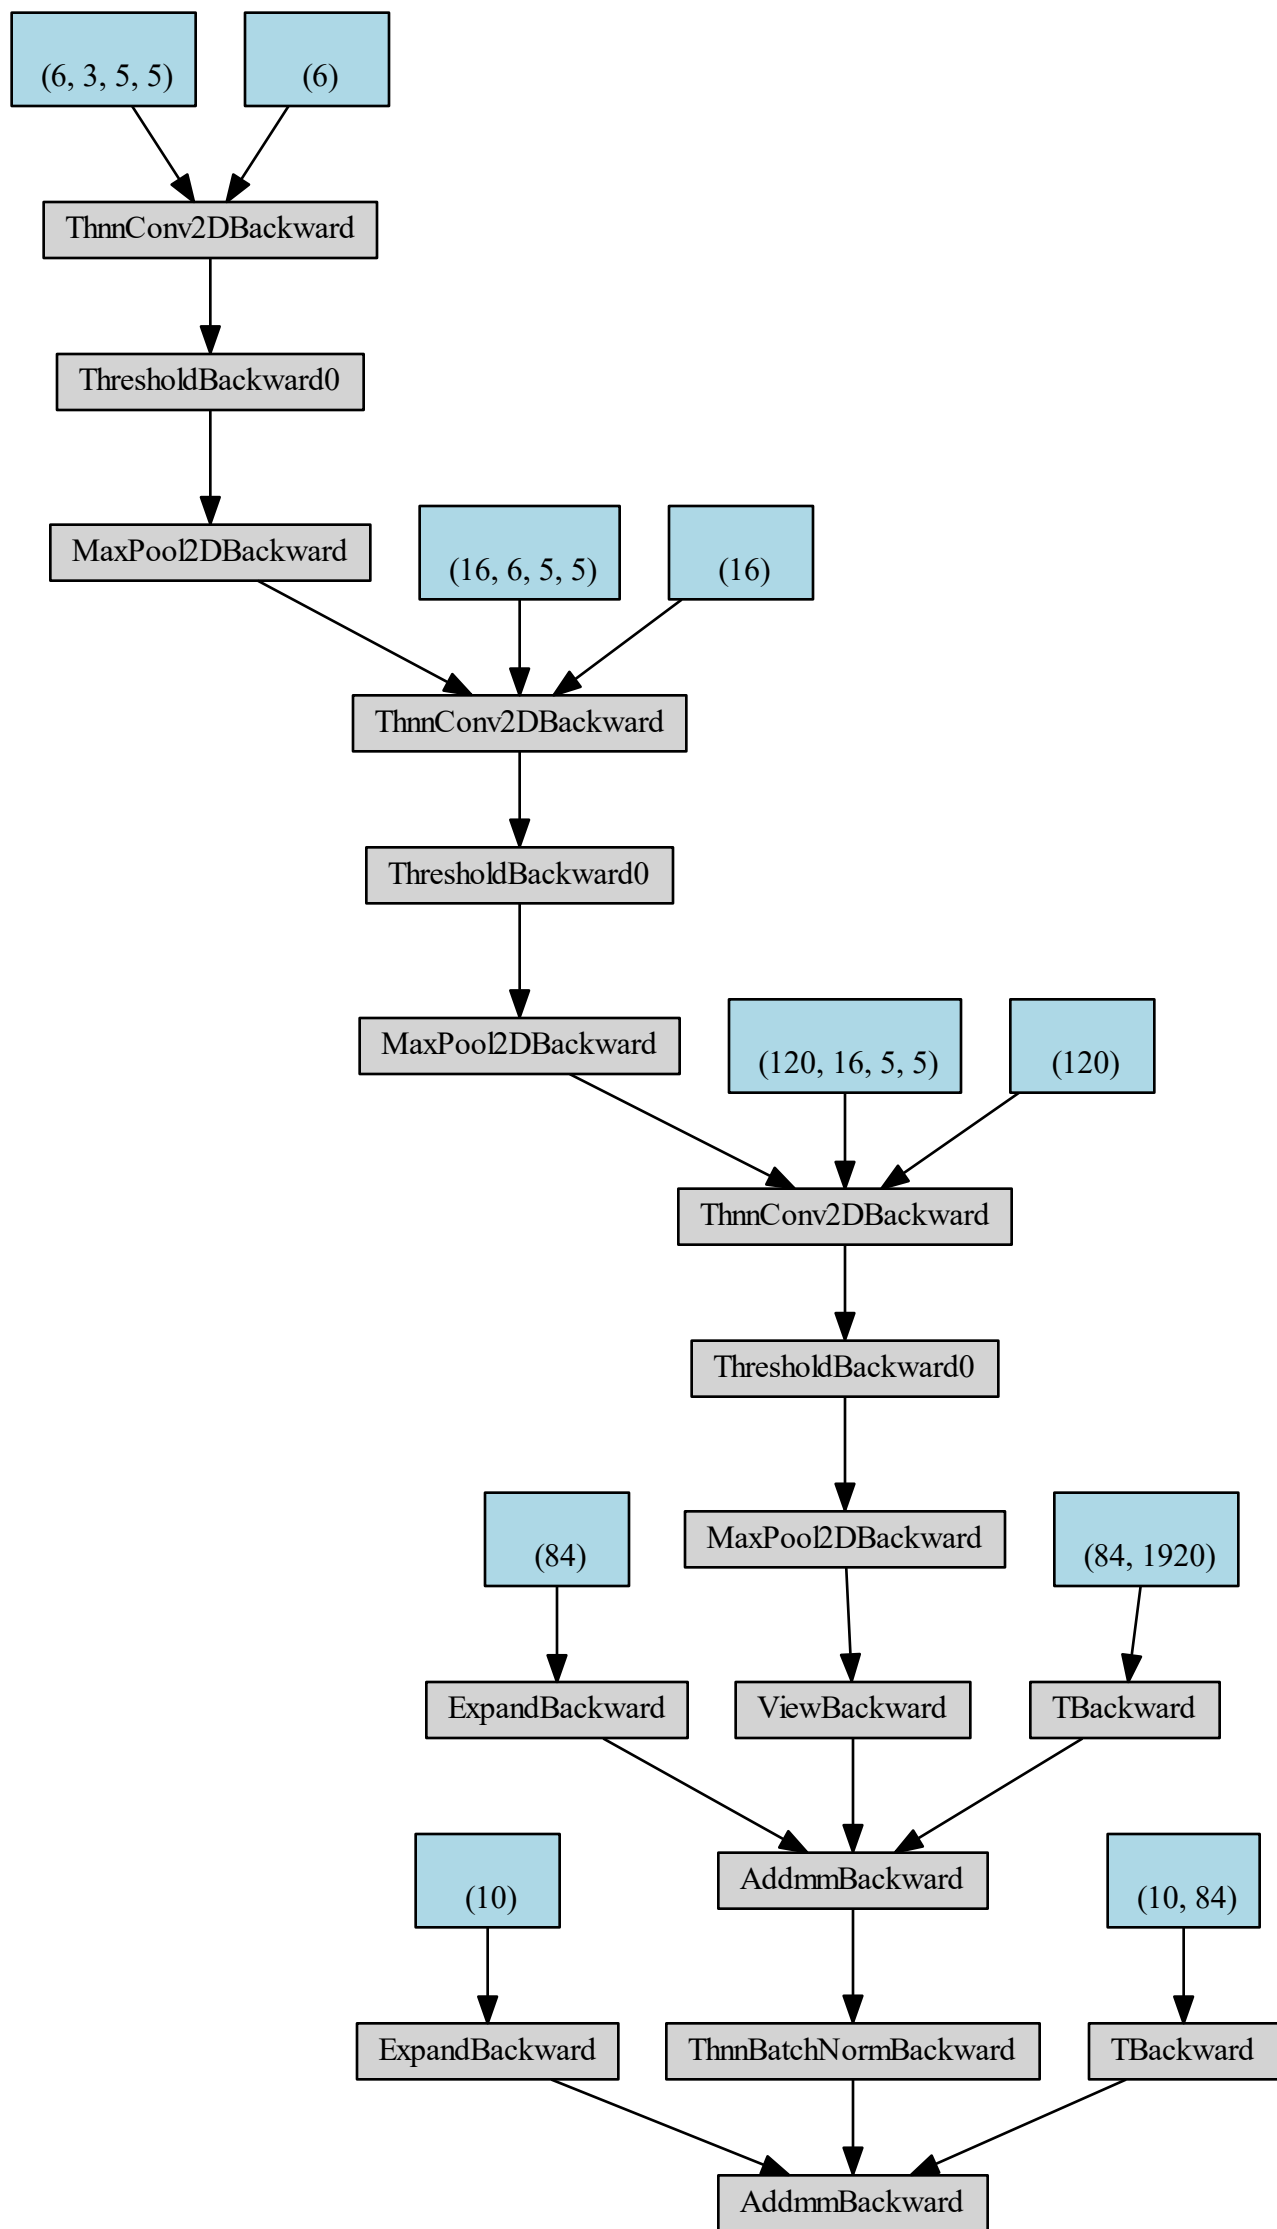 (6, 3, 5, 5)
(6)
ThnnConv2DBackward
ThresholdBackward0
MaxPool2DBackward
(16, 6, 5, 5)
(16)
ThnnConv2DBackward
ThresholdBackward0
MaxPool2DBackward
(120, 16, 5, 5)
(120)
ThnnConv2DBackward
ThresholdBackward0
MaxPool2DBackward
(84)
(84, 1920)
ExpandBackward
ViewBackward
TBackward
AddmmBackward
(10)
(10, 84)
ExpandBackward
ThnnBatchNormBackward
TBackward
AddmmBackward